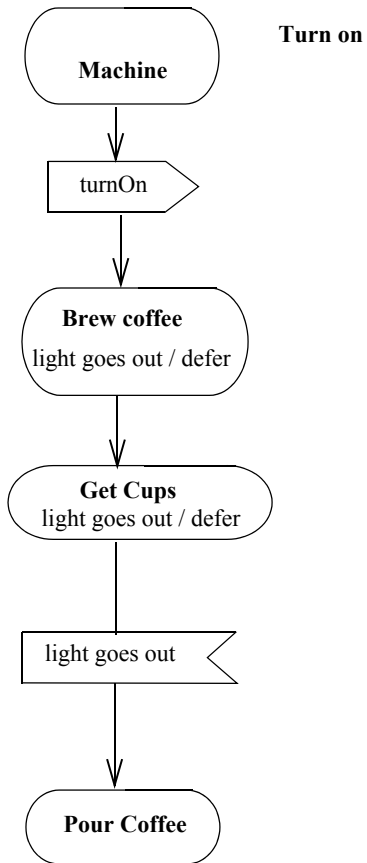 Turn on
Machine
turnOn
Brew coffee
light goes out / defer
Get Cups
light goes out / defer
light goes out
Pour Coffee